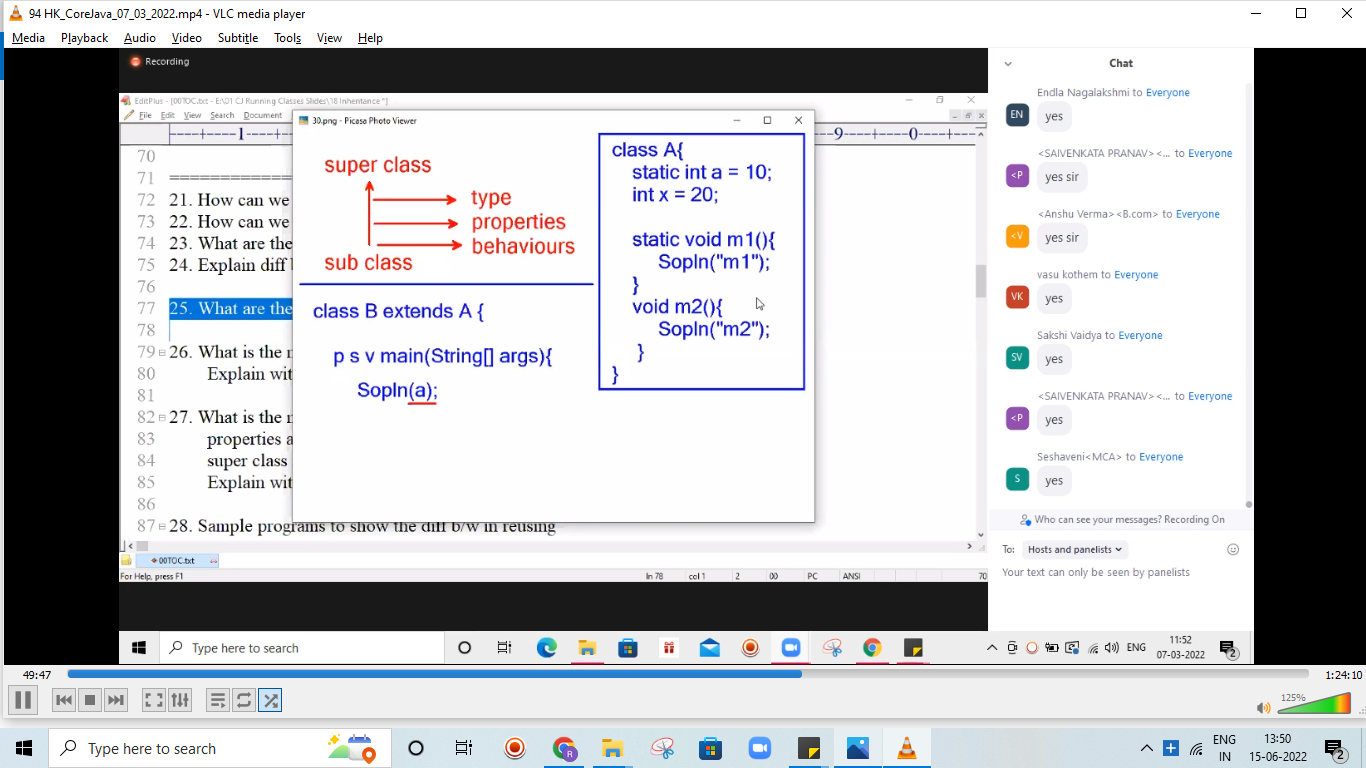 94 HK_CoreJava_07_03_2022.mp4 - VLC media player
Media Playback Audio Video Subtitle Tools View Help
Recording
EditPlus - [00TOC.txt - E:\01 CJ Running Classes Slides\18 Inheritance *]
File Edit View Search Document
30.png - Picasa Photo Viewer
----+----1----+-
9----+----0----+--
70
71 ============
72 21. How can we
73 22. How can we
74 23. What are the
75 24. Explain diff b
76
77 25. What are the
78
79 26. What is the n
80 Explain wit
81
82 27. What is the n
83 properties a
84 super class
85 Explain wit
86
87 28. Sample programs to show the diff b/w in reusing
super class
type
properties
behaviours
sub class
class B extends A {
p s v main(String[] args){
Sopln(a);
class A{
static int a = 10;
int x = 20;
static void m1(){
Sopln("m1");
}
void m2(){
Sopln("m2");
}
}
00TOC.txt
For Help, press F1
ln 78 col 1 2 00 PC ANSI 70
Chat
Endla Nagalakshmi to Everyone
EN yes
<SAIVENKATA PRANAV> <... to Everyone
<P yes sir
<Anshu Verma> <B.com> to Everyone
<V yes sir
vasu kothem to Everyone
VK yes
Sakshi Vaidya to Everyone
SV yes
<SAIVENKATA PRANAV> <... to Everyone
<P yes
Seshaveni<MCA> to Everyone
S yes
Who can see your messages? Recording On
To: Hosts and panelists
Your text can only be seen by panelists
Type here to search
ENG
11:52
07-03-2022
2
49:47
1:24:10
125%
Type here to search
ENG
IN
13:50
15-06-2022
2